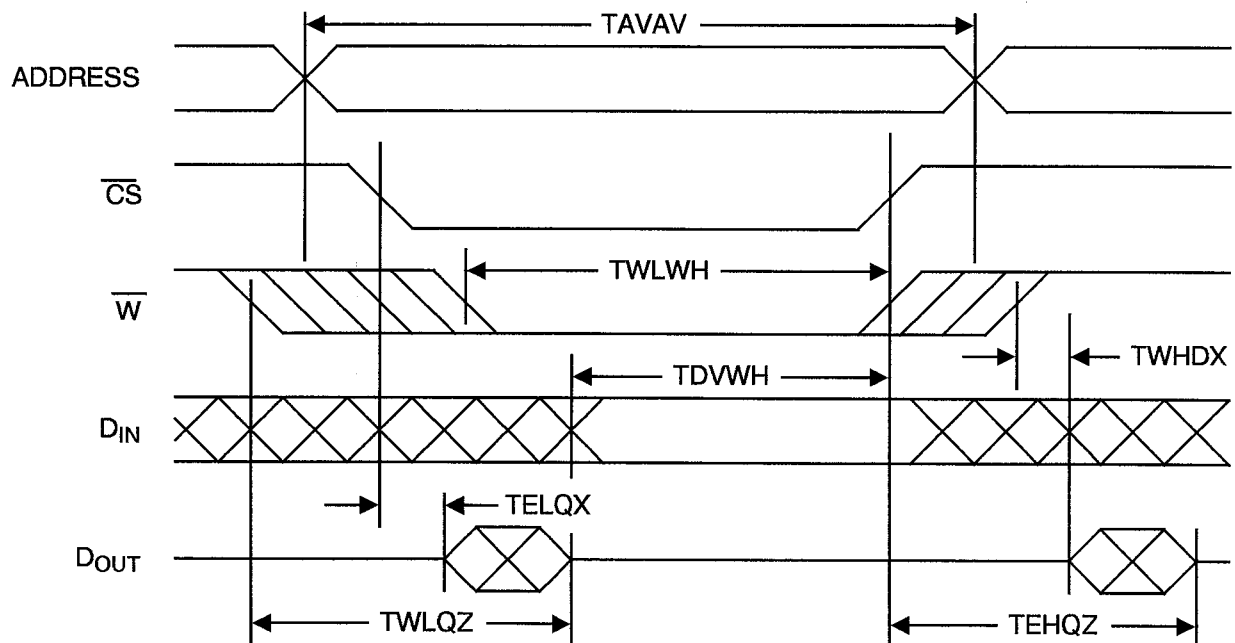 TAVAV
ADDRESS
CS
TWLWH
W
TWHDX
TDVWH
DIN
TELQX
DOUT
TWLQZ
TEHQZ